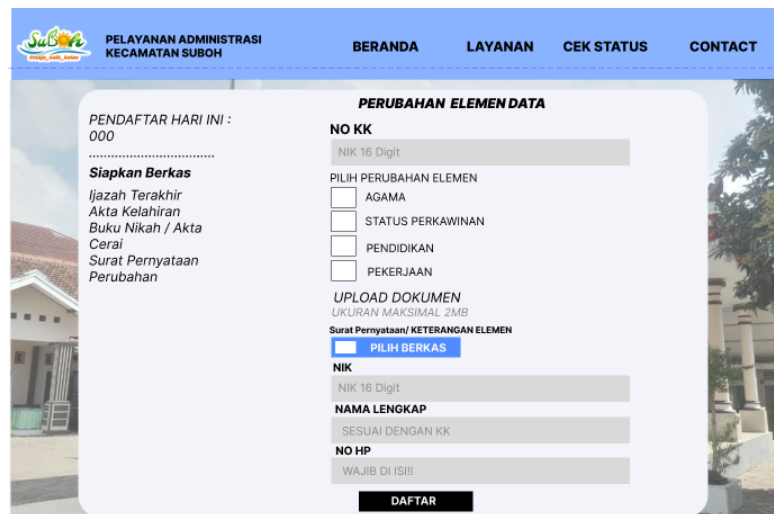 SuBoh
#maju_naik_kelas
PELAYANAN ADMINISTRASI
KECAMATAN SUBOH
BERANDA
LAYANAN
CEK STATUS
CONTACT
PENDAFTAR HARI INI :
000
..................................
Siapkan Berkas
Ijazah Terakhir
Akta Kelahiran
Buku Nikah / Akta
Cerai
Surat Pernyataan
Perubahan
PERUBAHAN ELEMEN DATA
NO KK
NIK 16 Digit
PILIH PERUBAHAN ELEMEN
AGAMA
STATUS PERKAWINAN
PENDIDIKAN
PEKERJAAN
UPLOAD DOKUMEN
UKURAN MAKSIMAL 2MB
Surat Pernyataan/ KETERANGAN ELEMEN
PILIH BERKAS
NIK
NIK 16 Digit
NAMA LENGKAP
SESUAI DENGAN KK
NO HP
WAJIB DI ISI!!
DAFTAR